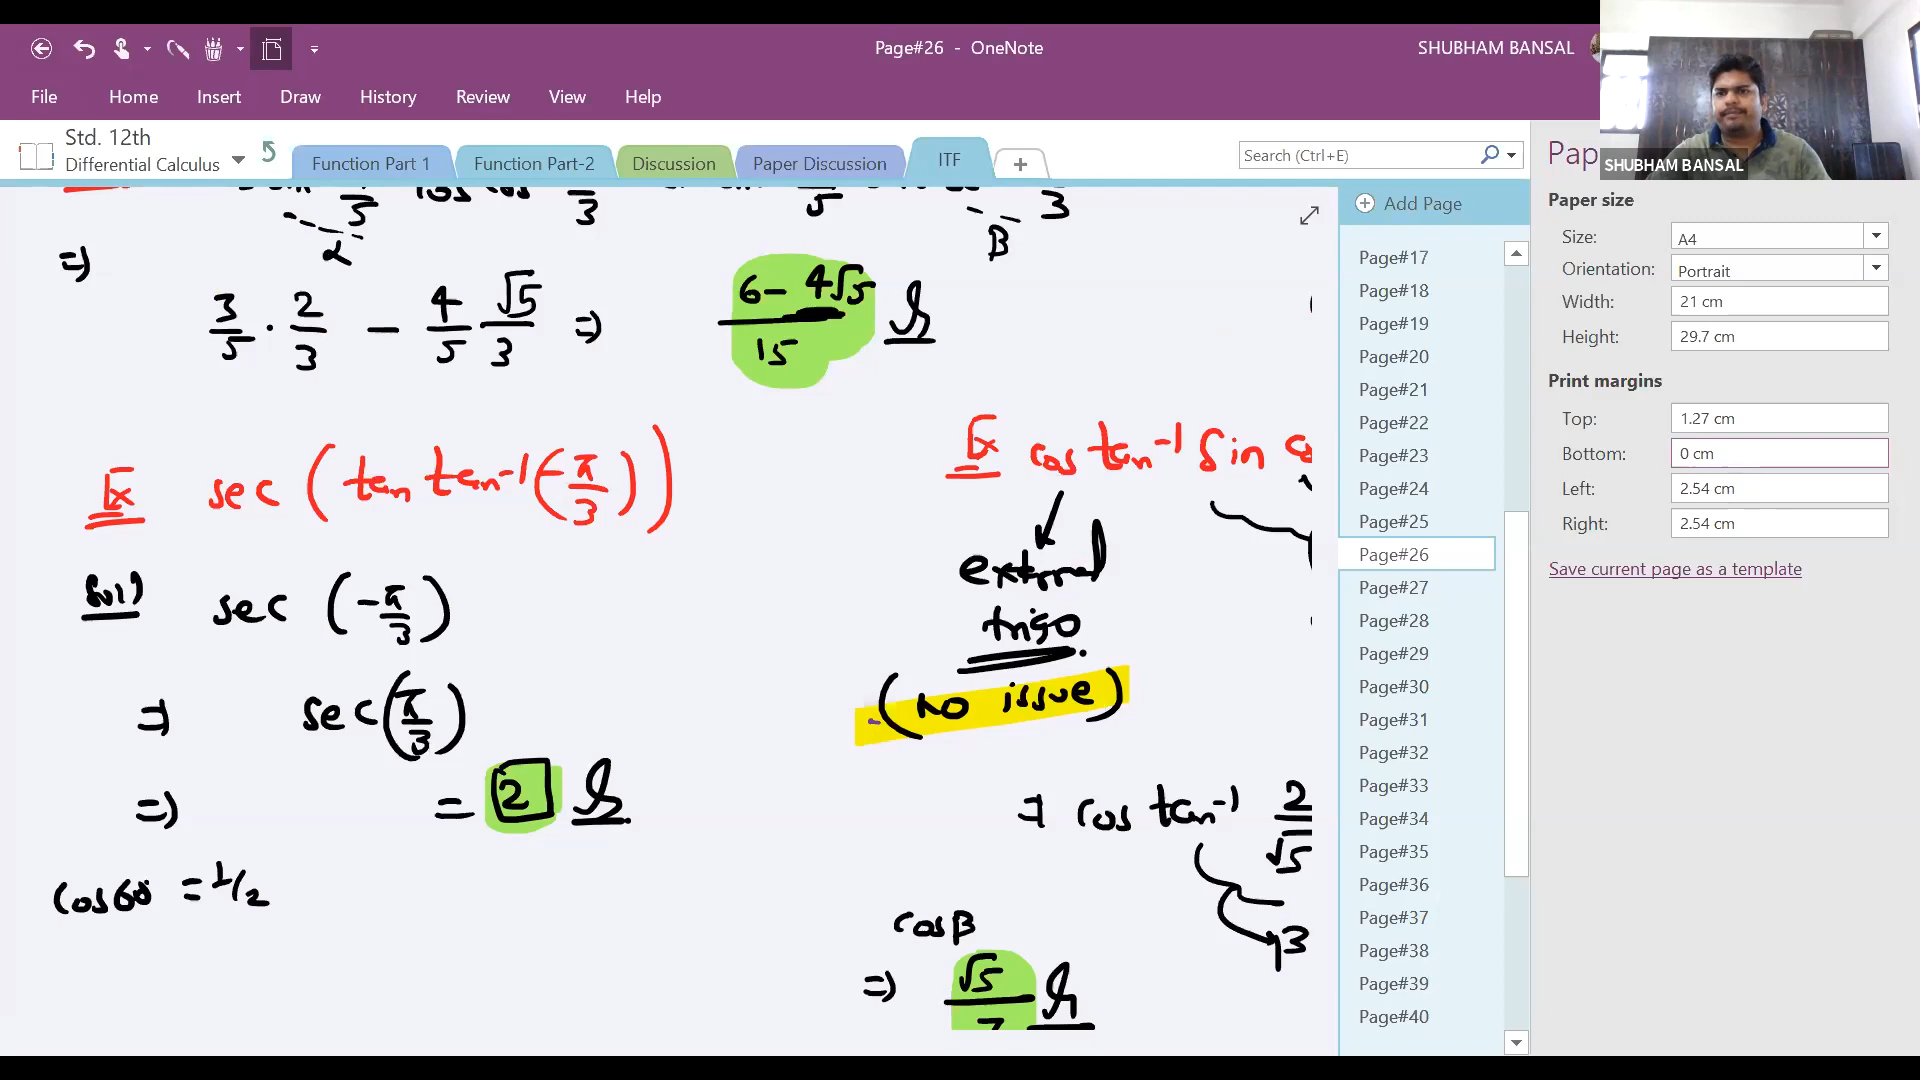 Page#26 - OneNote
SHUBHAM BANSAL
File Home Insert Draw History Review View Help
Std. 12th
Differential Calculus
Function Part 1
Function Part-2
Discussion
Paper Discussion
ITF
Search (Ctrl+E)
SHUBHAM BANSAL
Pap
Add Page
Page#17
Page#18
Page#19
Page#20
Page#21
Page#22
Page#23
Page#24
Page#25
Page#26
Page#27
Page#28
Page#29
Page#30
Page#31
Page#32
Page#33
Page#34
Page#35
Page#36
Page#37
Page#38
Page#39
Page#40
Paper size
Size: A4
Orientation: Portrait
Width: 21 cm
Height: 29.7 cm
Print margins
Top: 1.27 cm
Bottom: 0 cm
Left: 2.54 cm
Right: 2.54 cm
Save current page as a template
α
β
⇒ 3/5 · 2/3 − 4/5 √5/3 ⇒ (6 − 4√5)/15
Ex sec (tan tan⁻¹(−π/3))
Sol) sec (−π/3)
⇒ sec (π/3)
⇒ = 2
cos60 = 1/2
Ex cos tan⁻¹ sin
external
trigo
(no issue)
⇒ cos tan⁻¹ 2/√5
β
cosβ
⇒ √5